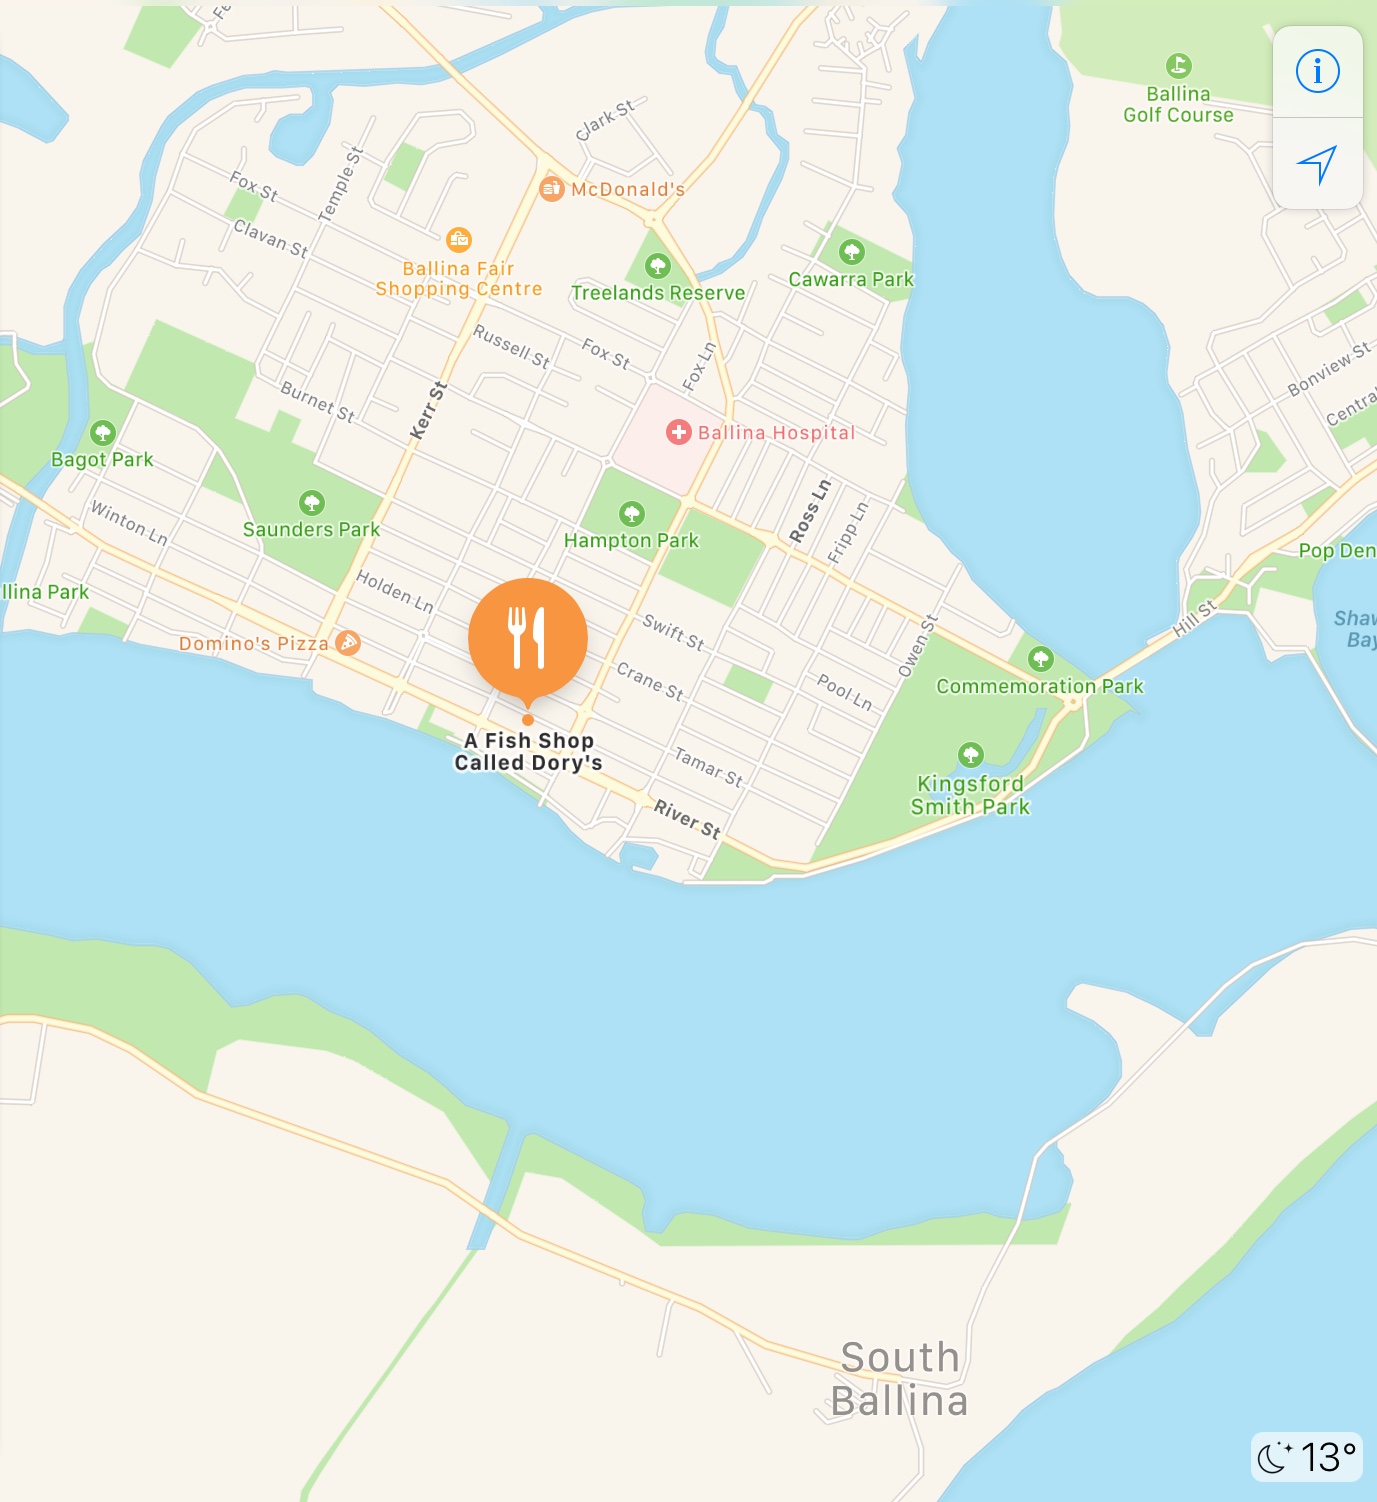 Ballina
Golf Course
Clark St
McDonald's
Fox St
Temple St
Clavan St
Ballina Fair
Shopping Centre
Treelands Reserve
Cawarra Park
Russell St
Fox St
Fox Ln
Bonview St
Central
Burnet St
Kerr St
Ballina Hospital
Bagot Park
Saunders Park
Winton Ln
Hampton Park
Ross Ln
Fripp Ln
Pop Den
llina Park
Holden Ln
Domino's Pizza
Swift St
Owen St
Hill St
Shaw
Bay
Crane St
Pool Ln
Commemoration Park
A Fish Shop
Called Dory's
Tamar St
Kingsford
Smith Park
River St
South
Ballina
13°